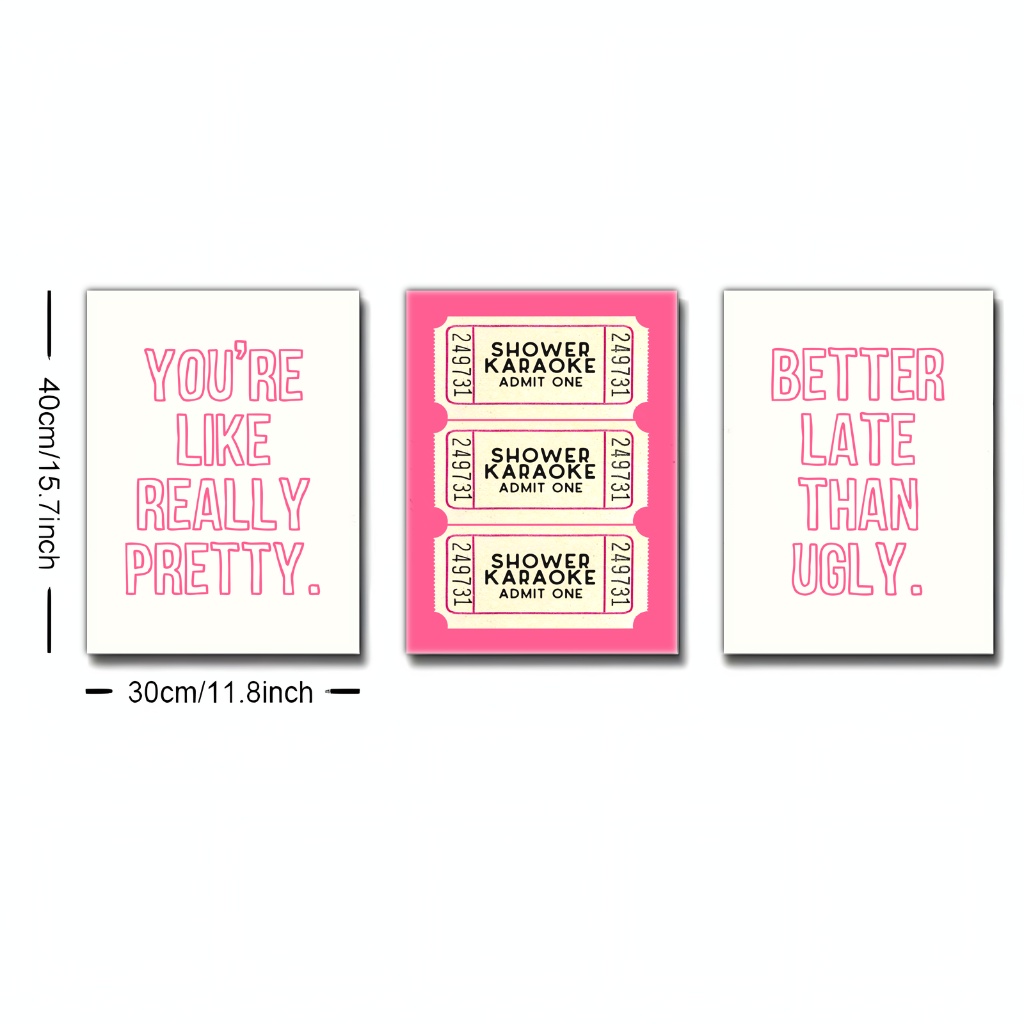 YOU'RE
LIKE
REALLY
PRETTY.
249731
SHOWER
KARAOKE
ADMIT ONE
249731
249731
SHOWER
KARAOKE
ADMIT ONE
249731
249731
SHOWER
KARAOKE
ADMIT ONE
249731
BETTER
LATE
THAN
UGLY.
40cm/15.7inch
30cm/11.8inch